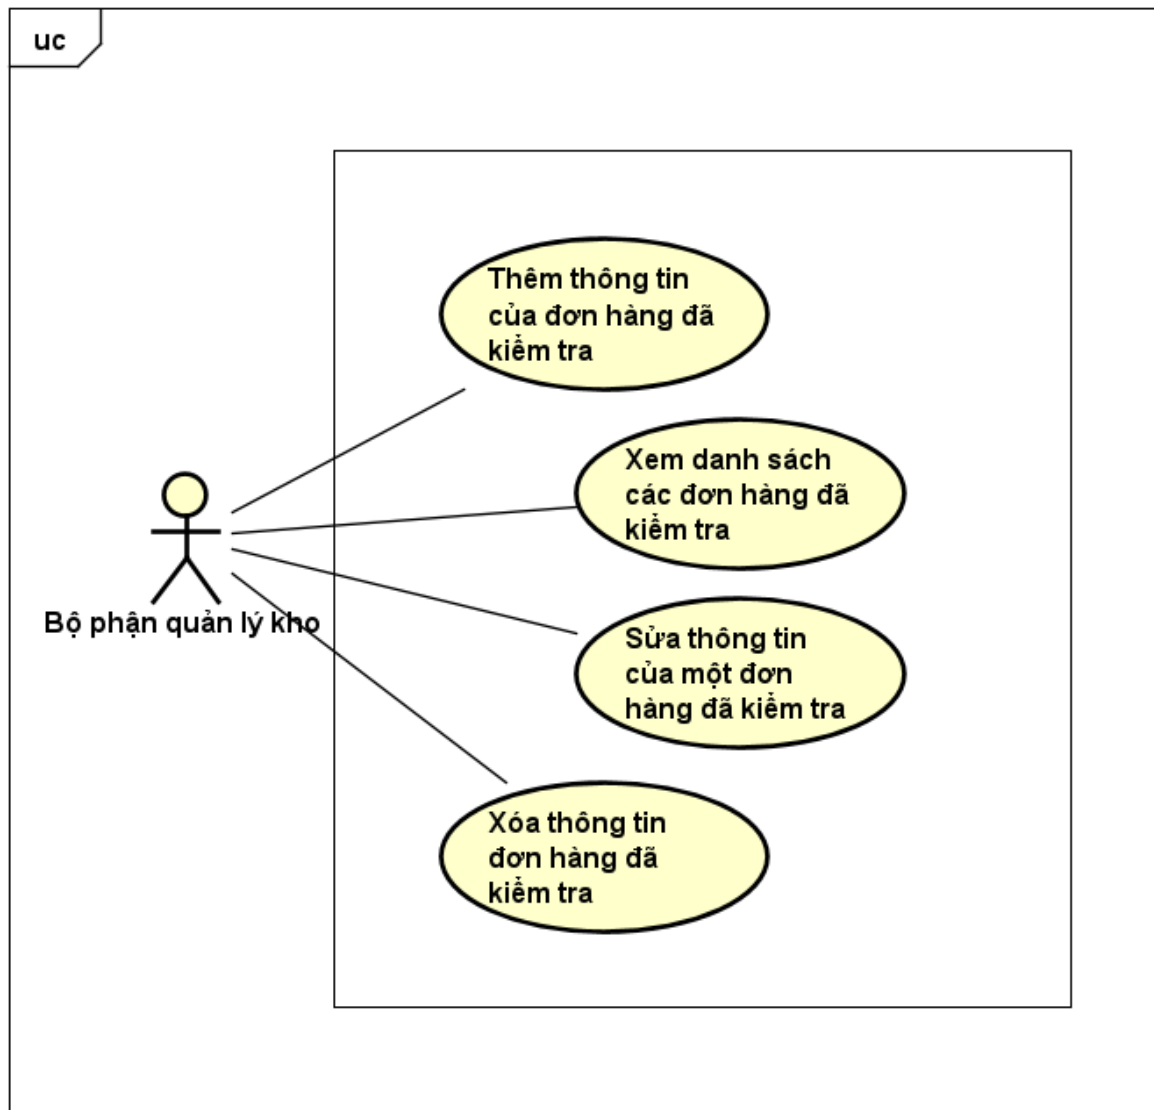 uc
Thêm thông tin
của đơn hàng đã
kiểm tra
Xem danh sách
các đơn hàng đã
kiểm tra
Bộ phận quản lý kho
Sửa thông tin
của một đơn
hàng đã kiểm tra
Xóa thông tin
đơn hàng đã
kiểm tra